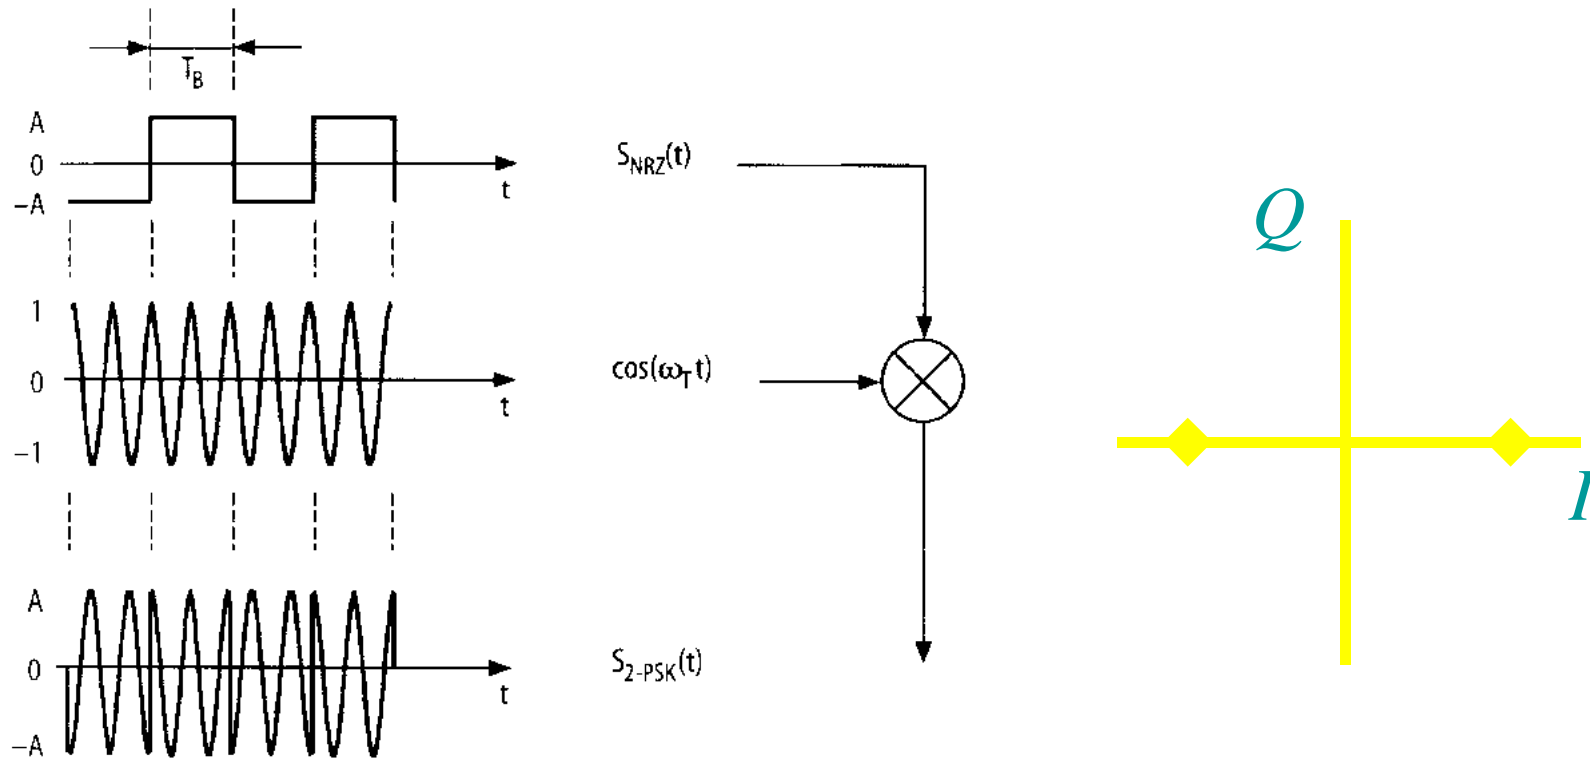 T_B
A
0
-A
t
S_NRZ(t)
1
0
-1
t
cos(ω_T t)
A
0
-A
t
S_2-PSK(t)
Q
I